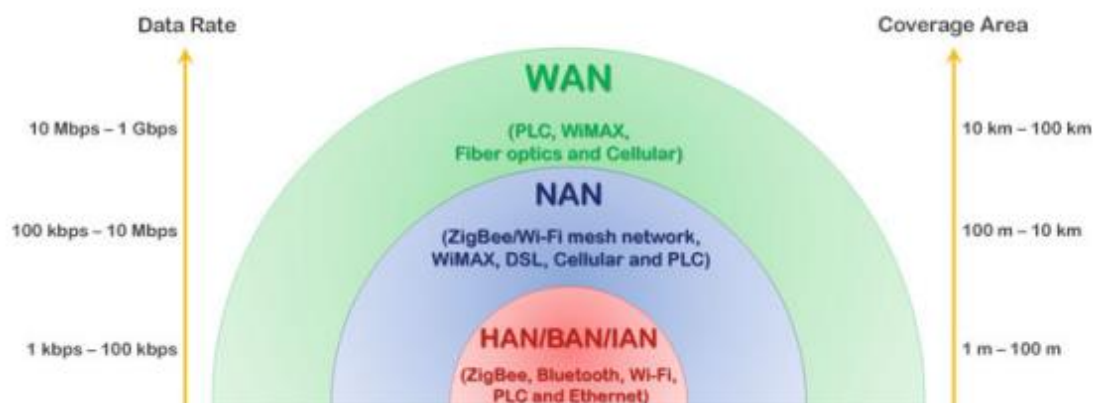 Data Rate
Coverage Area
WAN
10 Mbps – 1 Gbps
(PLC, WiMAX,
Fiber optics and Cellular)
10 km – 100 km
NAN
100 kbps – 10 Mbps
(ZigBee/Wi-Fi mesh network,
WiMAX, DSL, Cellular and PLC)
100 m – 10 km
HAN/BAN/IAN
1 kbps – 100 kbps
1 m – 100 m
(ZigBee, Bluetooth, Wi-Fi,
PLC and Ethernet)